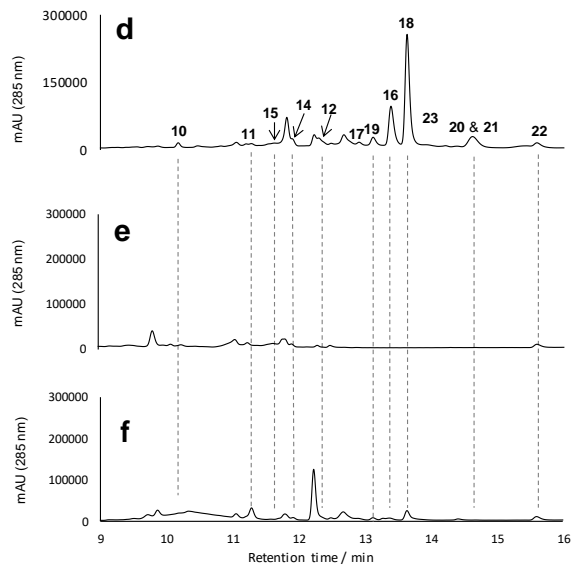 d
300000
150000
0
mAU (285 nm)
10
11
15
14
12
17
19
16
18
23
20 & 21
22
e
300000
200000
100000
0
mAU (285 nm)
f
300000
200000
100000
0
mAU (285 nm)
9 10 11 12 13 14 15 16
Retention time / min